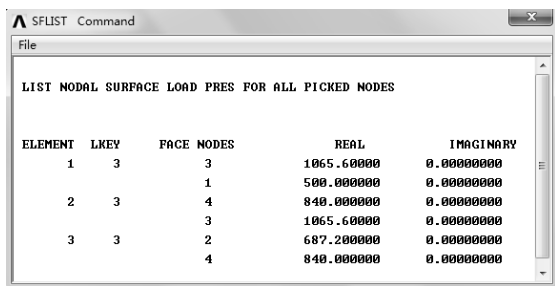 SFLIST Command
File
LIST NODAL SURFACE LOAD PRES FOR ALL PICKED NODES
ELEMENT LKEY FACE NODES REAL IMAGINARY
1 3 3 1065.60000 0.00000000
1 500.000000 0.00000000
2 3 4 840.000000 0.00000000
3 1065.60000 0.00000000
3 3 2 687.200000 0.00000000
4 840.000000 0.00000000